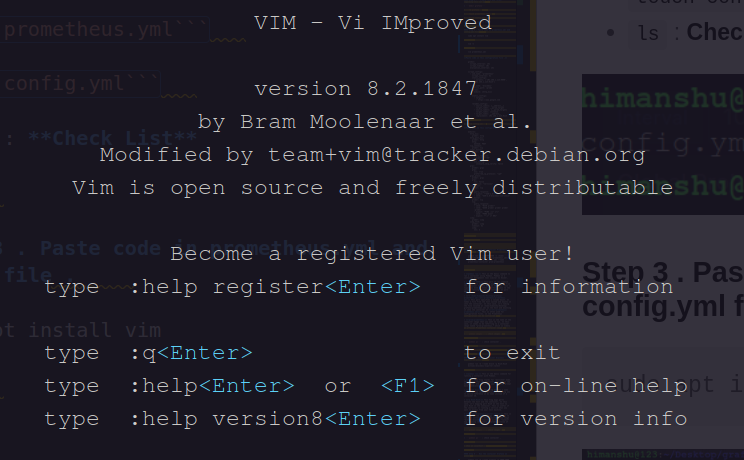 VIM - Vi IMproved
version 8.2.1847
by Bram Moolenaar et al.
Modified by team+vim@tracker.debian.org
Vim is open source and freely distributable
Become a registered Vim user!
type :help register<Enter> for information
type :q<Enter> to exit
type :help<Enter> or <F1> for on-line help
type :help version8<Enter> for version info
prometheus.yml```
config.yml```
: **Check List**
3 . Paste code in prometheus.yml and
file .
pt install vim
ls : Chec
himanshu@
config.ym
himanshu@
Step 3 . Pas
config.yml f